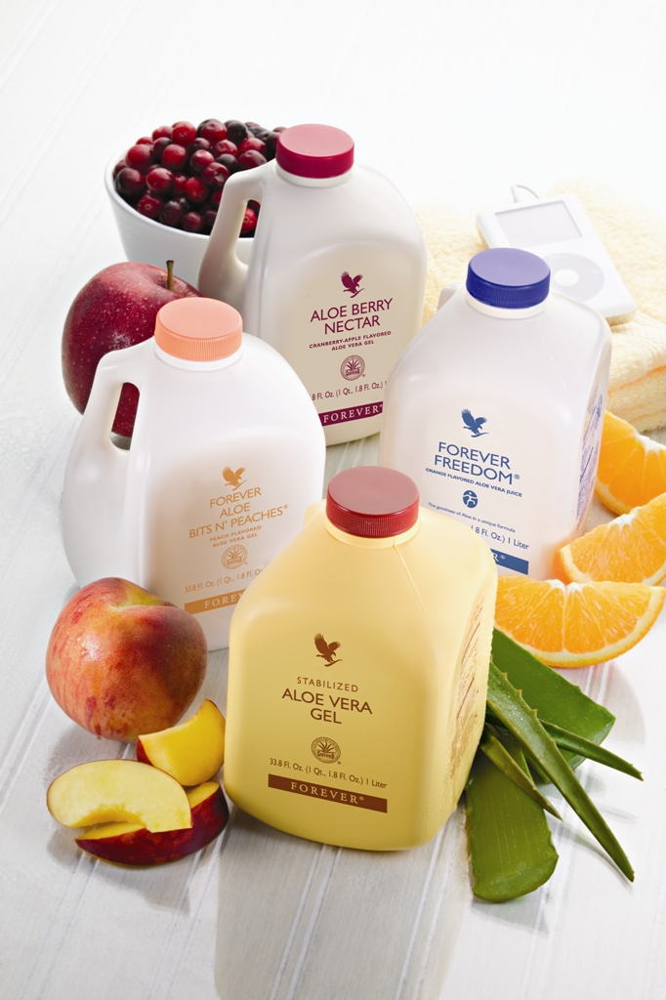 ALOE BERRY
NECTAR
CRANBERRY-APPLE FLAVORED
ALOE VERA GEL
8 Fl. Oz. (1 Qt., 1.8 Fl. Oz.)
FOREVER
FOREVER
FREEDOM®
ORANGE FLAVORED ALOE VERA JUICE
The goodness of Aloe in a unique formula
1.8 Fl. Oz.) 1 Liter
R®
FOREVER
ALOE
BITS N' PEACHES®
PEACH FLAVORED
ALOE VERA GEL
33.8 Fl. Oz. (1 Qt., 1.8 Fl. O
FOREV
STABILIZED
ALOE VERA
GEL
33.8 Fl. Oz. (1 Qt., 1.8 Fl. Oz.) 1 Liter
FOREVER®